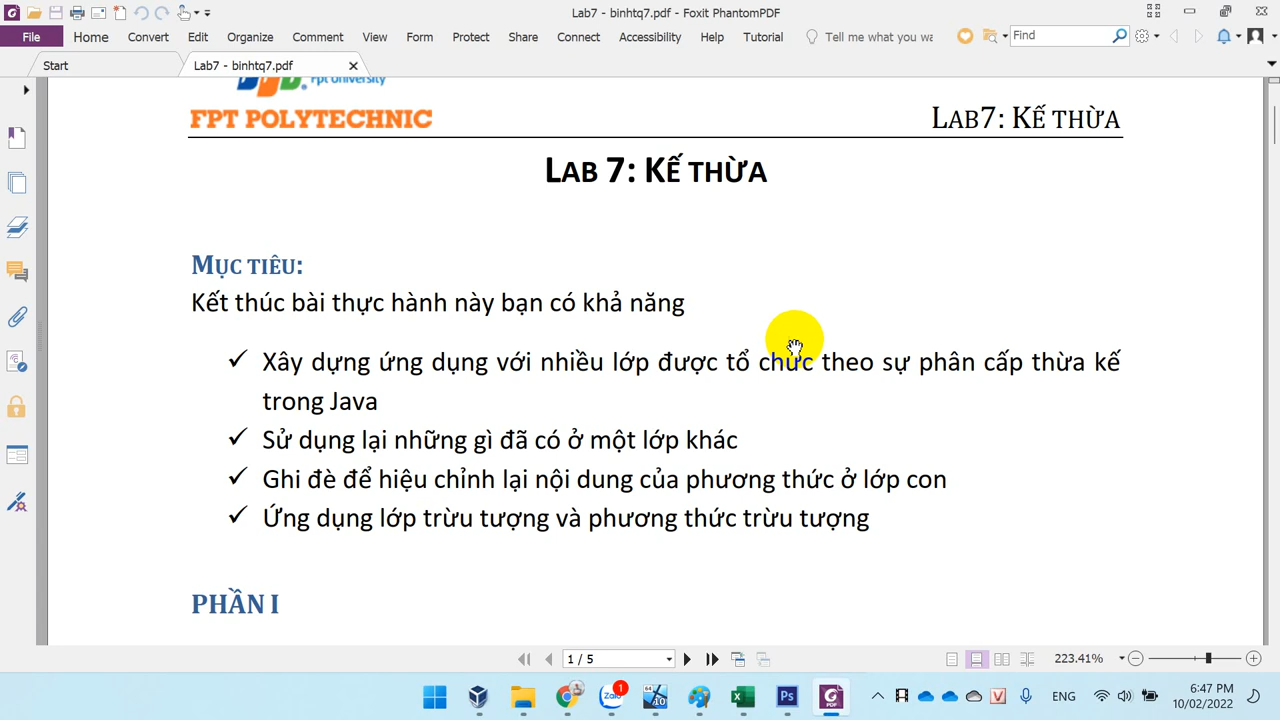 Lab7 - binhtq7.pdf - Foxit PhantomPDF
File Home Convert Edit Organize Comment View Form Protect Share Connect Accessibility Help Tutorial Tell me what you wa Find
Start Lab7 - binhtq7.pdf
Fpt University
FPT POLYTECHNIC
LAB7: KẾ THỪA
LAB 7: KẾ THỪA
MỤC TIÊU:
Kết thúc bài thực hành này bạn có khả năng
Xây dựng ứng dụng với nhiều lớp được tổ chức theo sự phân cấp thừa kế
trong Java
Sử dụng lại những gì đã có ở một lớp khác
Ghi đè để hiệu chỉnh lại nội dung của phương thức ở lớp con
Ứng dụng lớp trừu tượng và phương thức trừu tượng
PHẦN I
1 / 5
223.41%
ENG
6:47 PM
10/02/2022